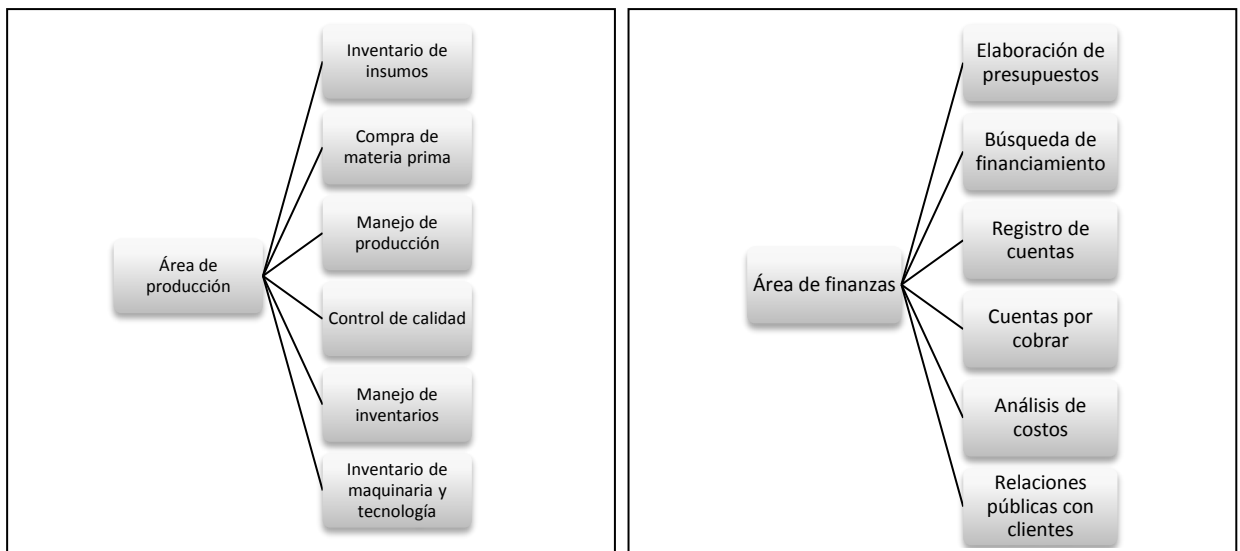 Área de
producción
Inventario de
insumos
Compra de
materia prima
Manejo de
producción
Control de calidad
Manejo de
inventarios
Inventario de
maquinaria y
tecnología
Área de finanzas
Elaboración de
presupuestos
Búsqueda de
financiamiento
Registro de
cuentas
Cuentas por
cobrar
Análisis de
costos
Relaciones
públicas con
clientes